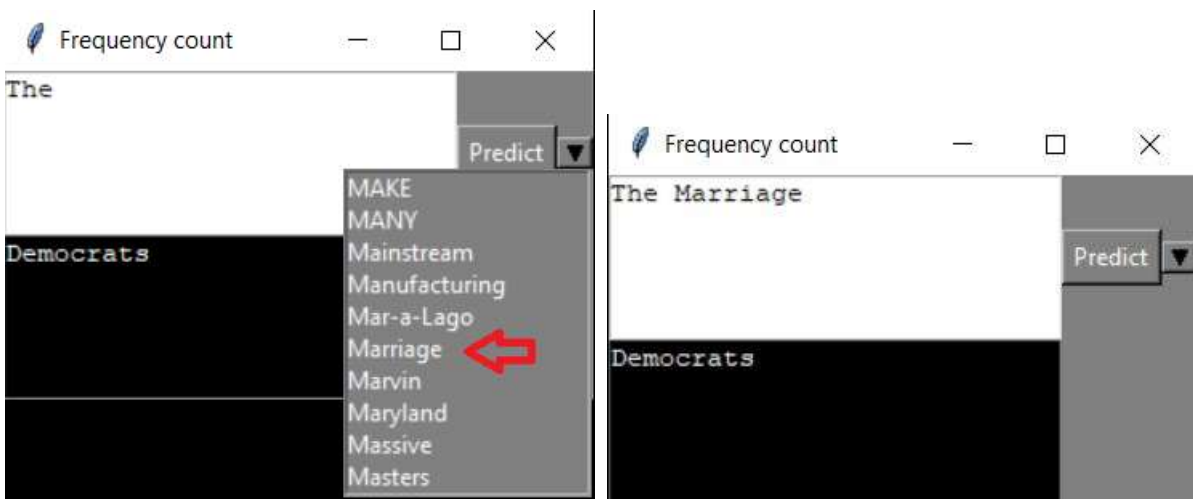 Frequency count
The
Predict
MAKE
MANY
Mainstream
Manufacturing
Mar-a-Lago
Marriage
Marvin
Maryland
Massive
Masters
Democrats
Frequency count
The Marriage
Predict
Democrats